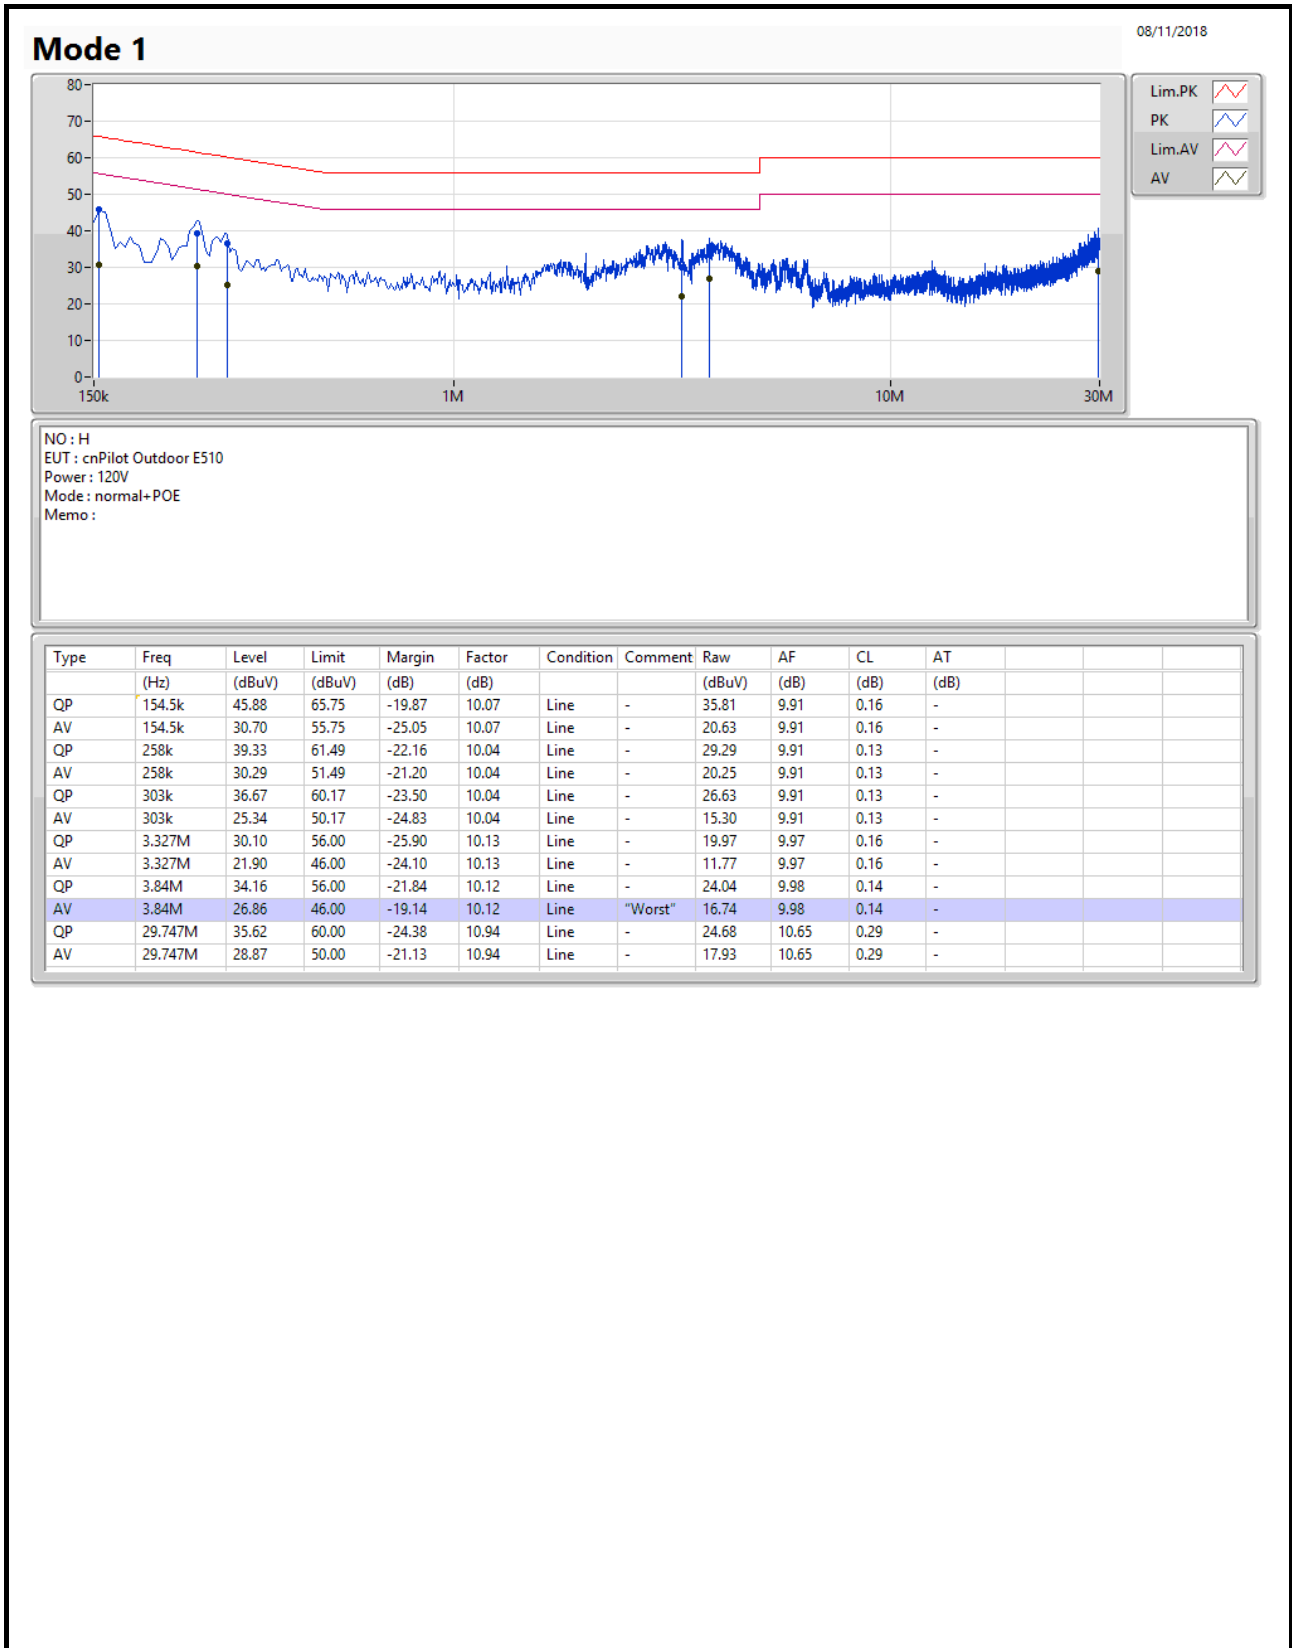 08/11/2018
Mode 1
80
70
60
50
40
30
20
10
0
150k 1M 10M 30M
Lim.PK
PK
Lim.AV
AV
NO : H
EUT : cnPilot Outdoor E510
Power : 120V
Mode : normal+POE
Memo :
Type Freq Level Limit Margin Factor Condition Comment Raw AF CL AT
(Hz) (dBuV) (dBuV) (dB) (dB) (dBuV) (dB) (dB) (dB)
QP 154.5k 45.88 65.75 -19.87 10.07 Line - 35.81 9.91 0.16 -
AV 154.5k 30.70 55.75 -25.05 10.07 Line - 20.63 9.91 0.16 -
QP 258k 39.33 61.49 -22.16 10.04 Line - 29.29 9.91 0.13 -
AV 258k 30.29 51.49 -21.20 10.04 Line - 20.25 9.91 0.13 -
QP 303k 36.67 60.17 -23.50 10.04 Line - 26.63 9.91 0.13 -
AV 303k 25.34 50.17 -24.83 10.04 Line - 15.30 9.91 0.13 -
QP 3.327M 30.10 56.00 -25.90 10.13 Line - 19.97 9.97 0.16 -
AV 3.327M 21.90 46.00 -24.10 10.13 Line - 11.77 9.97 0.16 -
QP 3.84M 34.16 56.00 -21.84 10.12 Line - 24.04 9.98 0.14 -
AV 3.84M 26.86 46.00 -19.14 10.12 Line "Worst" 16.74 9.98 0.14 -
QP 29.747M 35.62 60.00 -24.38 10.94 Line - 24.68 10.65 0.29 -
AV 29.747M 28.87 50.00 -21.13 10.94 Line - 17.93 10.65 0.29 -